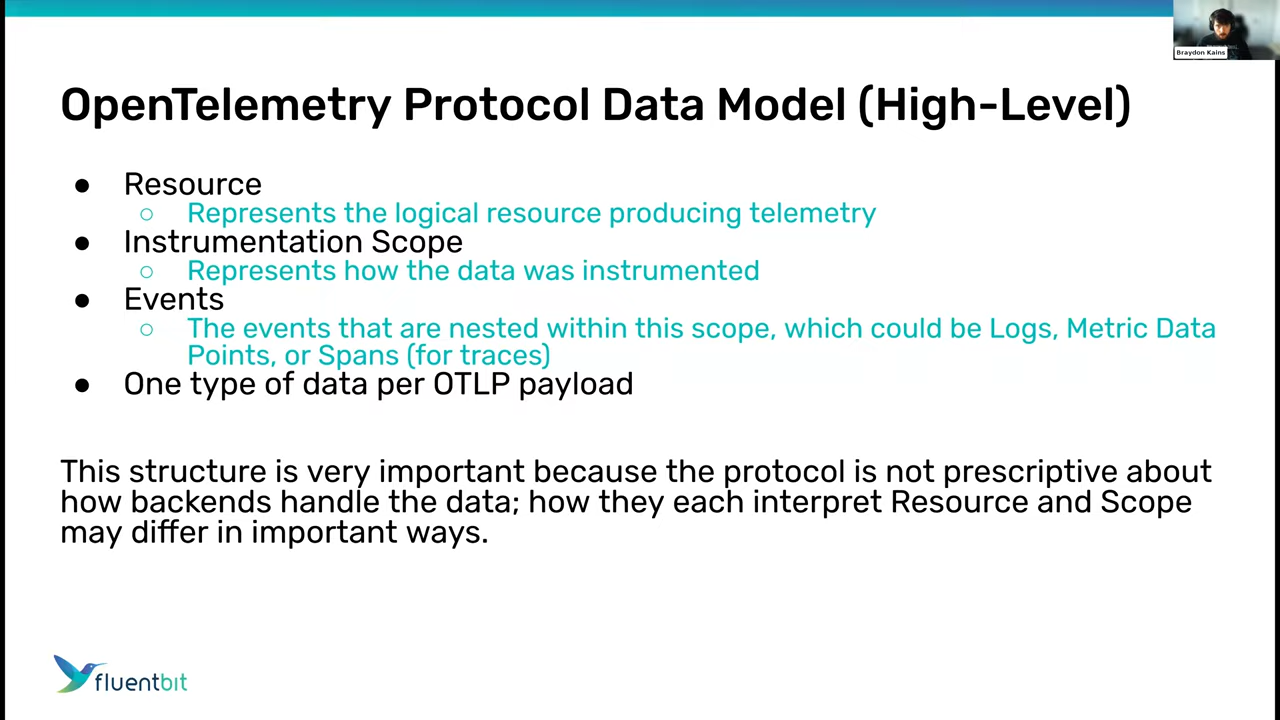 Braydon Kains
OpenTelemetry Protocol Data Model (High-Level)
● Resource
○ Represents the logical resource producing telemetry
● Instrumentation Scope
○ Represents how the data was instrumented
● Events
○ The events that are nested within this scope, which could be Logs, Metric Data
Points, or Spans (for traces)
● One type of data per OTLP payload
This structure is very important because the protocol is not prescriptive about
how backends handle the data; how they each interpret Resource and Scope
may differ in important ways.
fluentbit